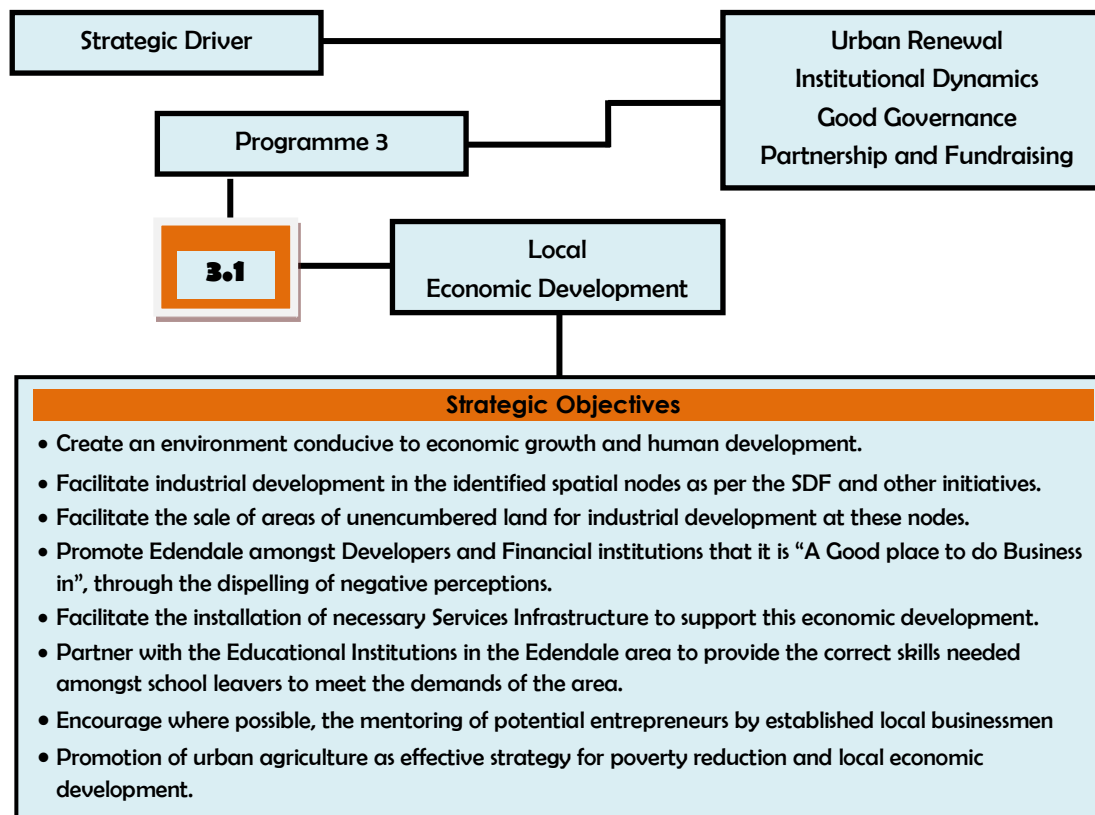 Strategic Driver
Urban Renewal
Institutional Dynamics
Good Governance
Partnership and Fundraising
Programme 3
3.1
Local
Economic Development
Strategic Objectives
• Create an environment conducive to economic growth and human development.
• Facilitate industrial development in the identified spatial nodes as per the SDF and other initiatives.
• Facilitate the sale of areas of unencumbered land for industrial development at these nodes.
• Promote Edendale amongst Developers and Financial institutions that it is “A Good place to do Business
in”, through the dispelling of negative perceptions.
• Facilitate the installation of necessary Services Infrastructure to support this economic development.
• Partner with the Educational Institutions in the Edendale area to provide the correct skills needed
amongst school leavers to meet the demands of the area.
• Encourage where possible, the mentoring of potential entrepreneurs by established local businessmen
• Promotion of urban agriculture as effective strategy for poverty reduction and local economic
development.